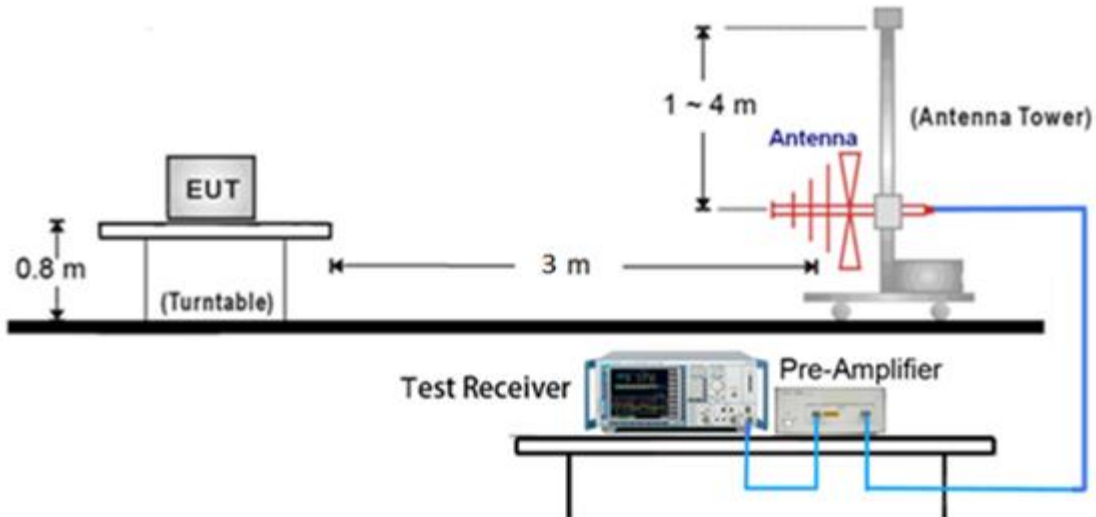 1 ~ 4 m
(Antenna Tower)
Antenna
EUT
0.8 m
3 m
(Turntable)
Test Receiver
Pre-Amplifier